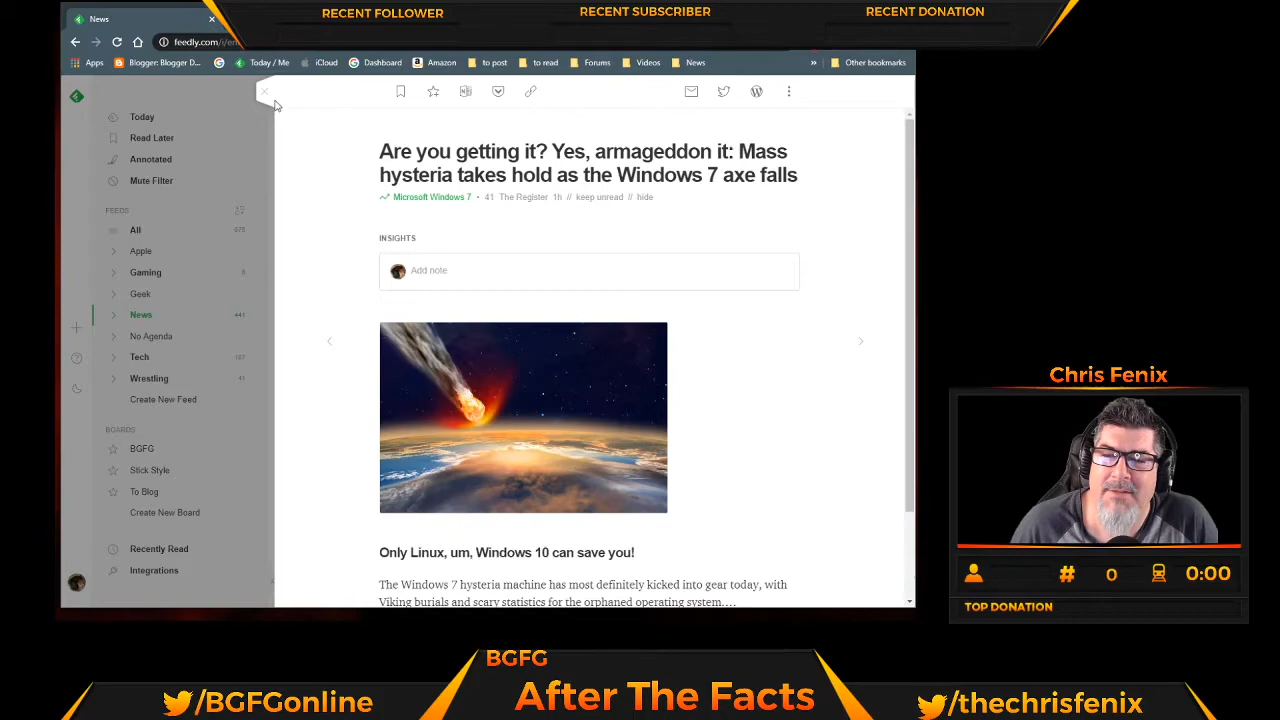 RECENT FOLLOWER
RECENT SUBSCRIBER
RECENT DONATION
News
feedly.com/i/en
Apps
Blogger: Blogger D...
Today / Me
iCloud
Dashboard
Amazon
to post
to read
Forums
Videos
News
»
Other bookmarks
Today
Read Later
Annotated
Mute Filter
FEEDS
All 675
Apple
Gaming 6
Geek
News 441
No Agenda
Tech 187
Wrestling 41
Create New Feed
BOARDS
BGFG
Stick Style
To Blog
Create New Board
Recently Read
Integrations
Are you getting it? Yes, armageddon it: Mass
hysteria takes hold as the Windows 7 axe falls
Microsoft Windows 7 • 41 The Register 1h // keep unread // hide
INSIGHTS
Add note
Only Linux, um, Windows 10 can save you!
The Windows 7 hysteria machine has most definitely kicked into gear today, with
Viking burials and scary statistics for the orphaned operating system....
Chris Fenix
# 0 0:00
TOP DONATION
BGFG
After The Facts
/BGFGonline
/thechrisfenix